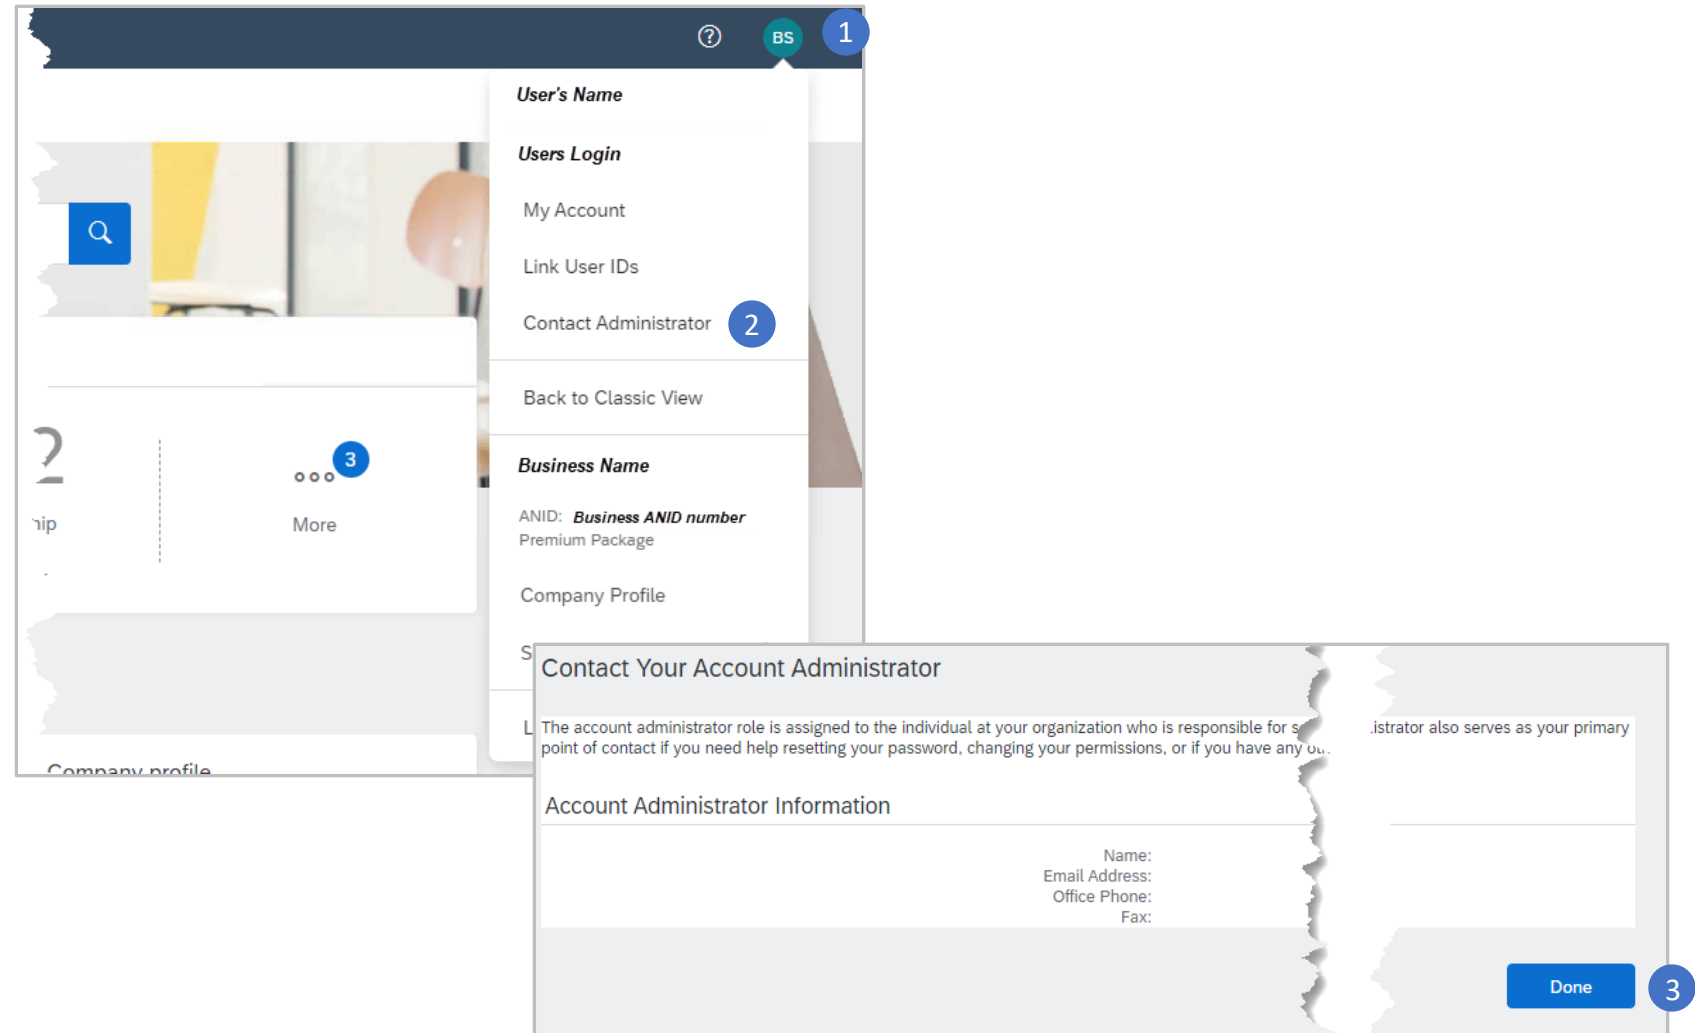 BS
1
User's Name
Users Login
My Account
Link User IDs
Contact Administrator
2
Back to Classic View
2
3
More
Business Name
ANID: Business ANID number
Premium Package
Company Profile
S
L
Company profile
Contact Your Account Administrator
The account administrator role is assigned to the individual at your organization who is responsible for s istrator also serves as your primary
point of contact if you need help resetting your password, changing your permissions, or if you have any
Account Administrator Information
Name:
Email Address:
Office Phone:
Fax:
Done
3